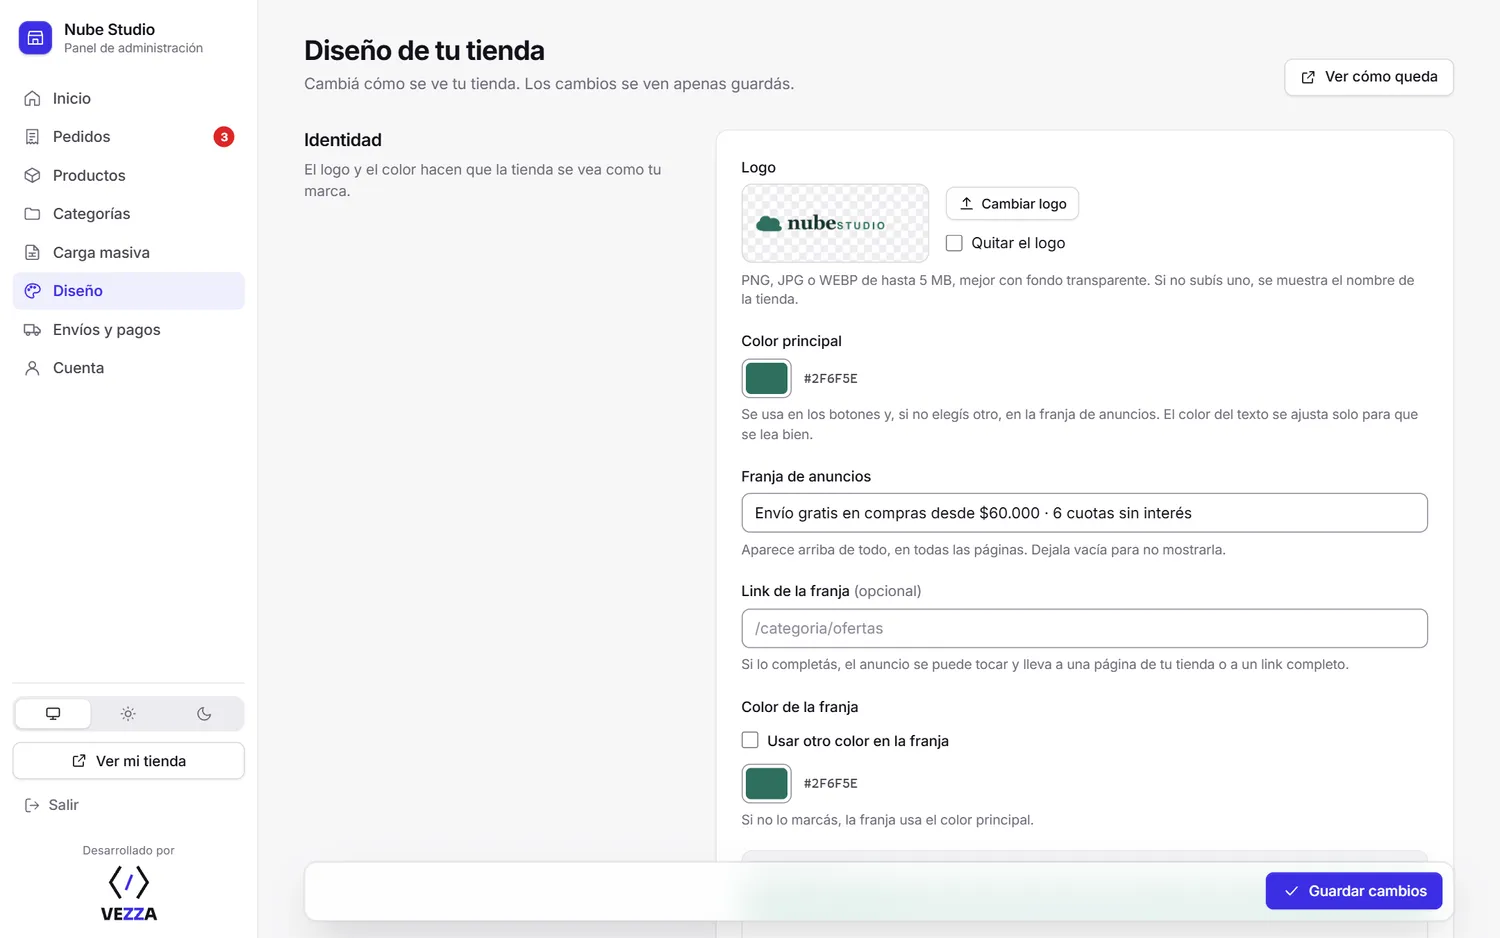 Nube Studio
Panel de administración
Inicio
Pedidos
3
Productos
Categorías
Carga masiva
Diseño
Envíos y pagos
Cuenta
Ver mi tienda
Salir
Desarrollado por
</>
VEZZA
Diseño de tu tienda
Cambiá cómo se ve tu tienda. Los cambios se ven apenas guardás.
Ver cómo queda
Identidad
El logo y el color hacen que la tienda se vea como tu
marca.
Logo
nube STUDIO
Cambiar logo
Quitar el logo
PNG, JPG o WEBP de hasta 5 MB, mejor con fondo transparente. Si no subís uno, se muestra el nombre de
la tienda.
Color principal
#2F6F5E
Se usa en los botones y, si no elegís otro, en la franja de anuncios. El color del texto se ajusta solo para que
se lea bien.
Franja de anuncios
Envío gratis en compras desde $60.000 · 6 cuotas sin interés
Aparece arriba de todo, en todas las páginas. Dejala vacía para no mostrarla.
Link de la franja (opcional)
/categoria/ofertas
Si lo completás, el anuncio se puede tocar y lleva a una página de tu tienda o a un link completo.
Color de la franja
Usar otro color en la franja
#2F6F5E
Si no lo marcás, la franja usa el color principal.
Guardar cambios